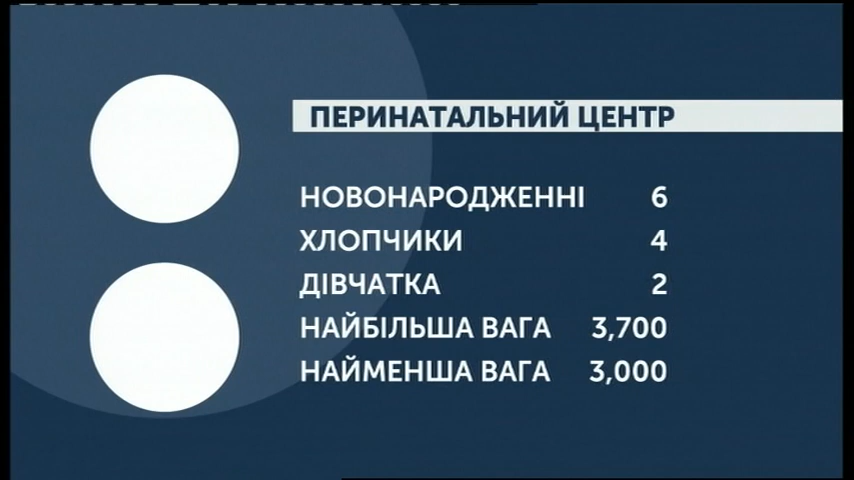 ПЕРИНАТАЛЬНИЙ ЦЕНТР
НОВОНАРОДЖЕННІ 6
ХЛОПЧИКИ 4
ДІВЧАТКА 2
НАЙБІЛЬША ВАГА 3,700
НАЙМЕНША ВАГА 3,000